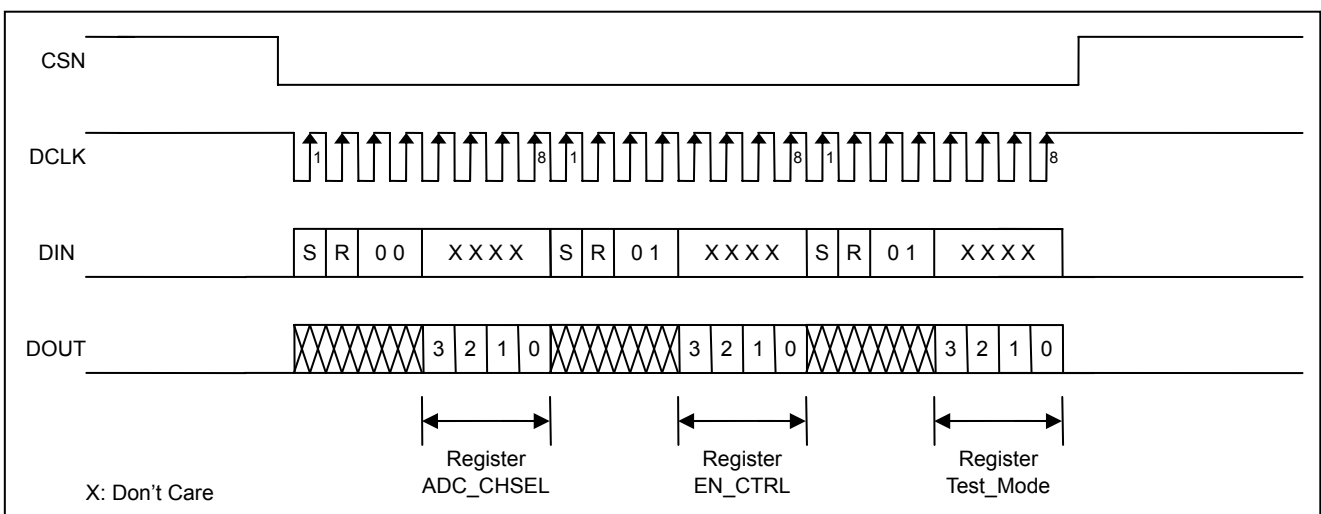 CSN
DCLK
1 8 1 8 1 8
DIN
S R 0 0 X X X X S R 0 1 X X X X S R 0 1 X X X X
DOUT
3 2 1 0 3 2 1 0 3 2 1 0
Register
ADC_CHSEL
Register
EN_CTRL
Register
Test_Mode
X: Don't Care